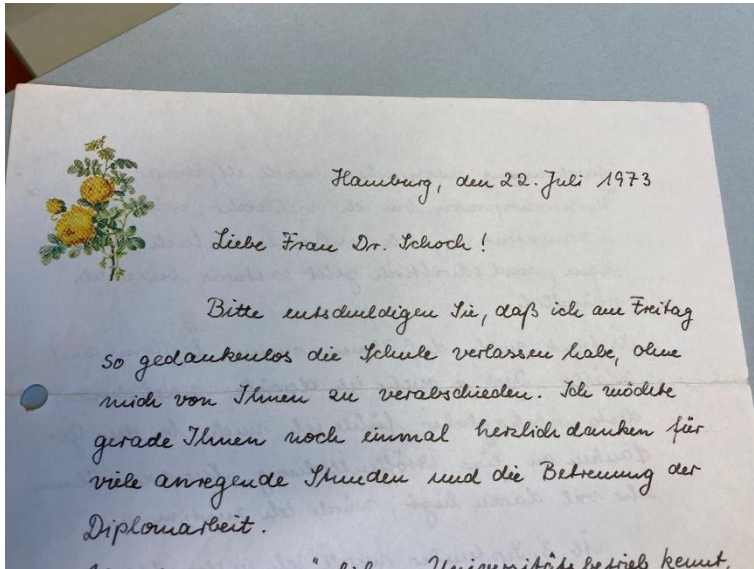 Hamburg, den 22. Juli 1973
Liebe Frau Dr. Schoch!
Bitte entschuldigen Sie, daß ich am Freitag
so gedankenlos die Schule verlassen habe, ohne
mich von Ihnen zu verabschieden. Ich möchte
gerade Ihnen noch einmal herzlich danken für
viele anregende Stunden und die Betreuung der
Diplomarbeit.
Universitätsbetrieb kennt,